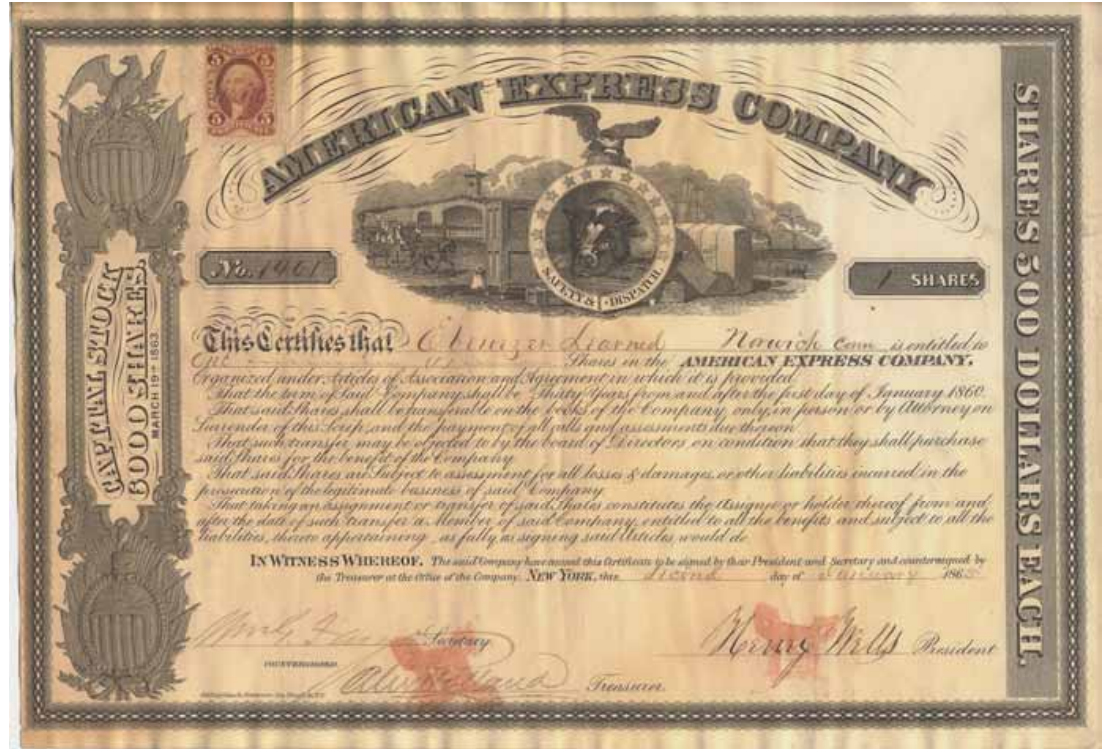 AMERICAN EXPRESS COMPANY
5 5
SAFETY & DISPATCH.
No. 1961
1 SHARES
CAPITAL STOCK
6000 SHARES,
MARCH 19TH 1863
SHARES 500 DOLLARS EACH.
This Certifies that Ebenezer Learned Norwich Conn is entitled to
One Shares in the AMERICAN EXPRESS COMPANY.
Organized under Articles of Association and Agreement in which it is provided
That the term of Said Company shall be Thirty Years from and after the first day of January 1860.
That said Shares shall be transferable on the books of the Company, only, in person or by Attorney on
Surrender of this Scrip, and the payment of all calls and assessments due thereon
That such transfer may be objected to by the board of Directors on condition that they shall purchase
said Shares for the benefit of the Company
That said Shares are Subject to assessment for all losses & damages, or other liabilities incurred in the
prosecution of the legitimate business of said Company
That taking an assignment or transfer of said Shares constitutes the Assignee or holder thereof from and
after the date of such transfer a Member of said Company, entitled to all the benefits and subject to all the
liabilities, thereto appertaining, as fully as signing said Articles, would do
IN WITNESS WHEREOF, The said Company have caused this Certificate to be signed by their President and Secretary and countersigned by
the Treasurer at the Office of the Company. NEW YORK, this Second day of January 1865
Secretary
Henry Wells President
COUNTERSIGNED.
Treasurer.